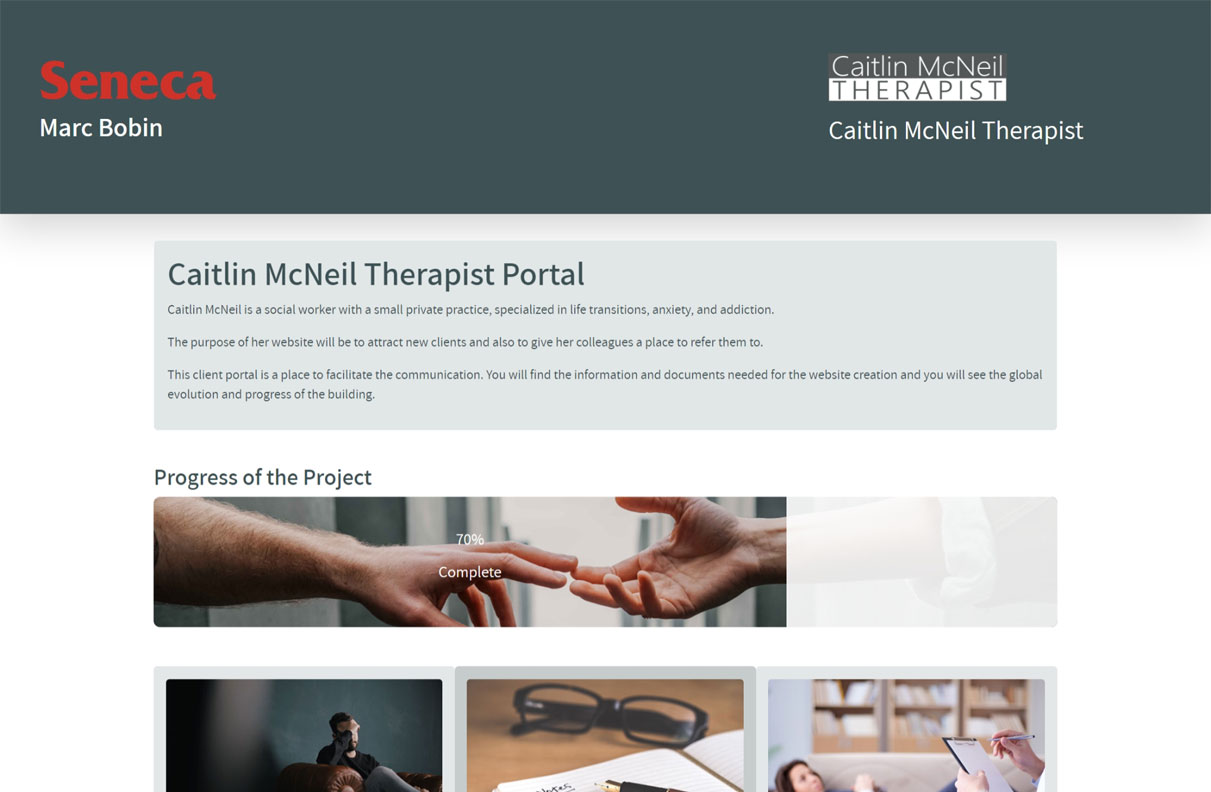 Seneca
Marc Bobin
Caitlin McNeil
THERAPIST
Caitlin McNeil Therapist
Caitlin McNeil Therapist Portal
Caitlin McNeil is a social worker with a small private practice, specialized in life transitions, anxiety, and addiction.
The purpose of her website will be to attract new clients and also to give her colleagues a place to refer them to.
This client portal is a place to facilitate the communication. You will find the information and documents needed for the website creation and you will see the global
evolution and progress of the building.
Progress of the Project
70%
Complete
Notes